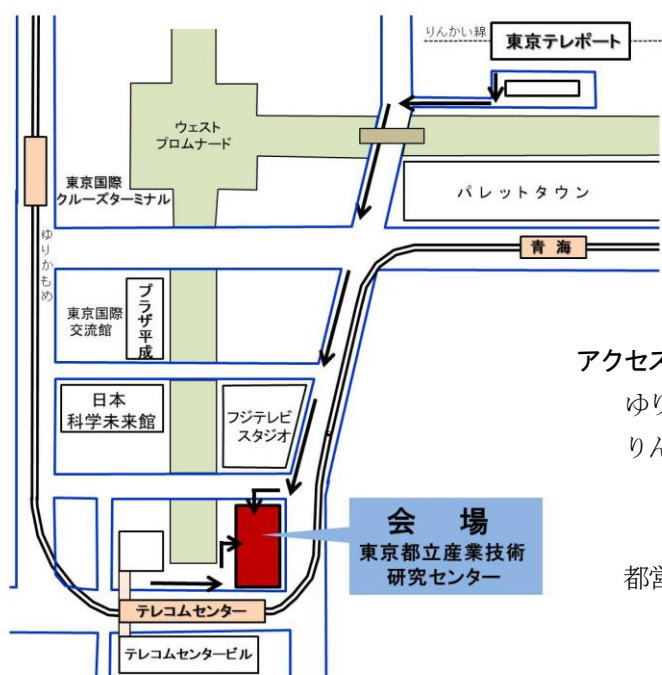 りんかい線
東京テレポート
ウェスト
プロムナード
東京国際
クルーズターミナル
パレットタウン
ゆりかもめ
青海
東京国際
交流館
プラザ平成
アクセス
ゆり
りん
日本
科学未来館
フジテレビ
スタジオ
会場
東京都立産業技術
研究センター
都営
テレコムセンター
テレコムセンタービル